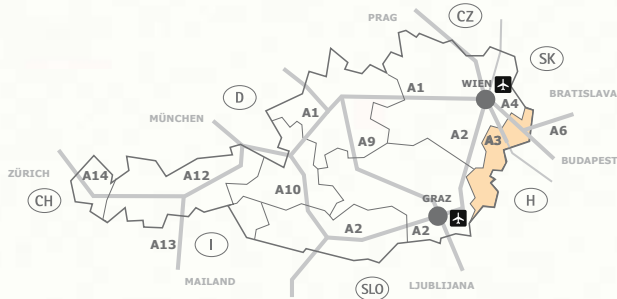 CZ
PRAG
SK
WIEN
A1
D
A4
BRATISLAVA
A1
MÜNCHEN
A2
A6
A9
A3
BUDAPEST
ZÜRICH
A14
A12
A10
CH
GRAZ
H
A2
A2
A13
I
MAILAND
SLO
LJUBLIJANA